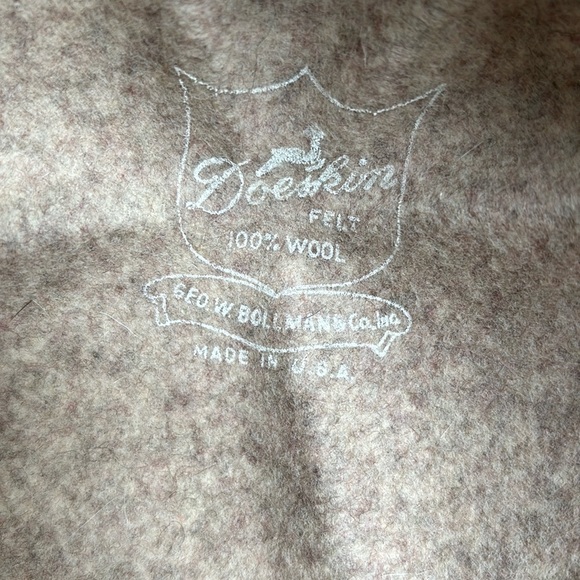 Doeskin
FELT
100% WOOL
GEO. W. BOLLMAN & Co., Inc.
MADE IN U.S.A.